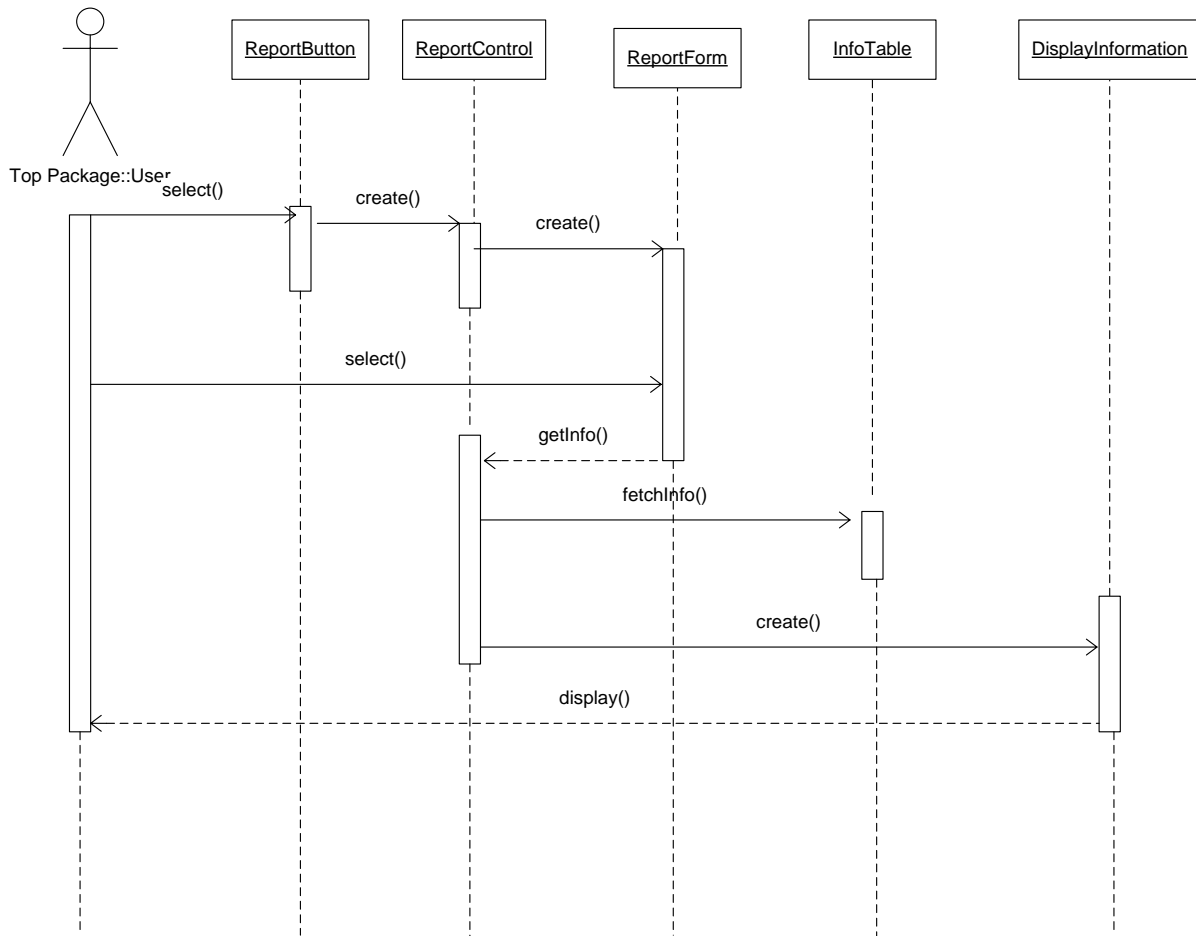 ReportButton
ReportControl
ReportForm
InfoTable
DisplayInformation
Top Package::User
select()
create()
create()
select()
getInfo()
fetchInfo()
create()
display()